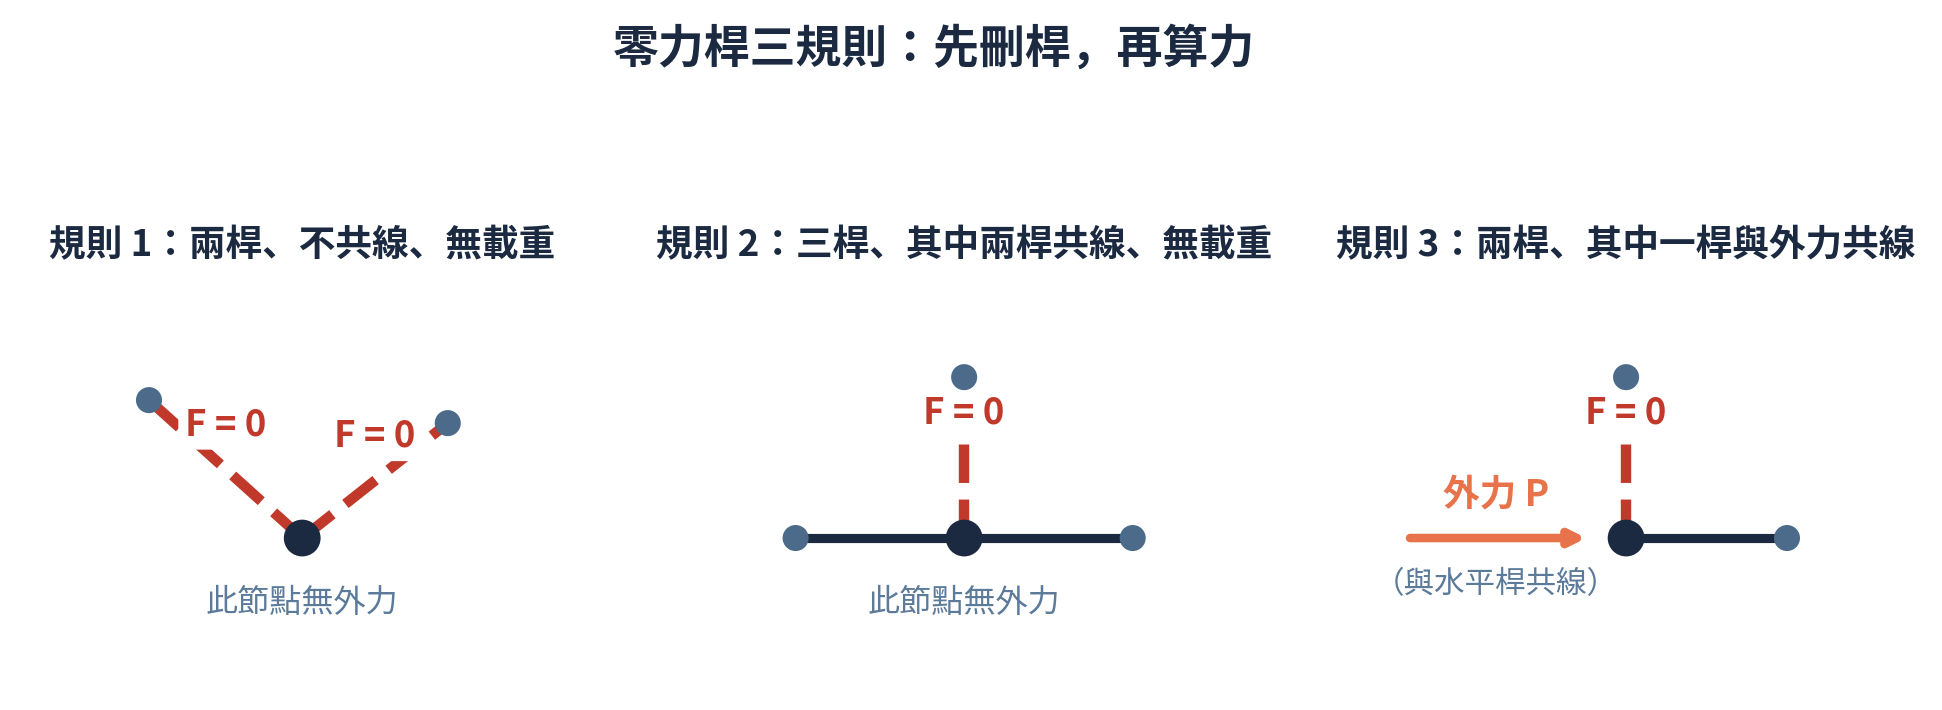 零力桿三規則：先刪桿，再算力
規則 1：兩桿、不共線、無載重
規則 2：三桿、其中兩桿共線、無載重
規則 3：兩桿、其中一桿與外力共線
F = 0
F = 0
此節點無外力
F = 0
此節點無外力
F = 0
外力 P
（與水平桿共線）